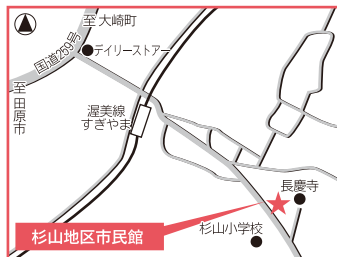 至大崎町
デイリーストアー
国道259号
至田原市
渥美線
すぎやま
長慶寺
杉山小学校
杉山地区市民館